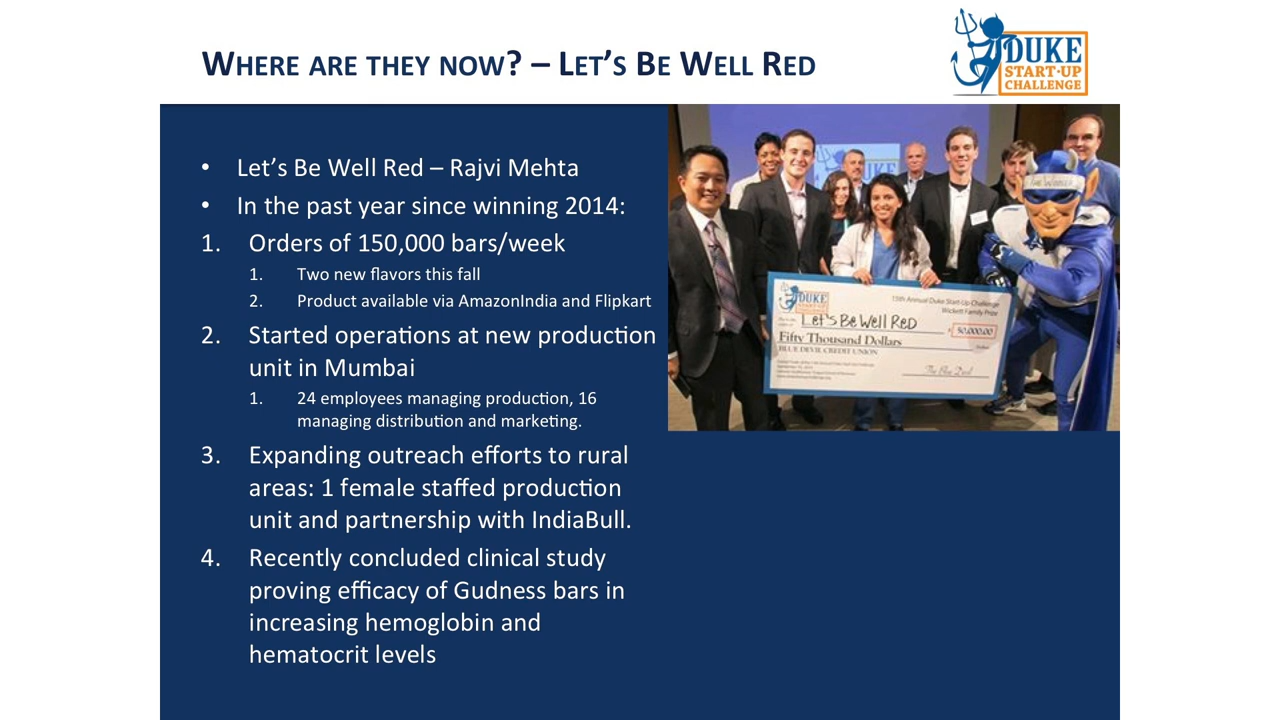 WHERE ARE THEY NOW? – LET’S BE WELL RED
DUKE
START·UP
CHALLENGE
• Let’s Be Well Red – Rajvi Mehta
• In the past year since winning 2014:
1. Orders of 150,000 bars/week
1. Two new flavors this fall
2. Product available via AmazonIndia and Flipkart
2. Started operations at new production
unit in Mumbai
1. 24 employees managing production, 16
managing distribution and marketing.
3. Expanding outreach efforts to rural
areas: 1 female staffed production
unit and partnership with IndiaBull.
4. Recently concluded clinical study
proving efficacy of Gudness bars in
increasing hemoglobin and
hematocrit levels
DUKE
15th Annual Duke Start-Up Challenge
Wickett Family Prize
Let's Be Well Red
$ 50,000.00
Fifty Thousand Dollars
BLUE DEVIL CREDIT UNION
The Blue Devil